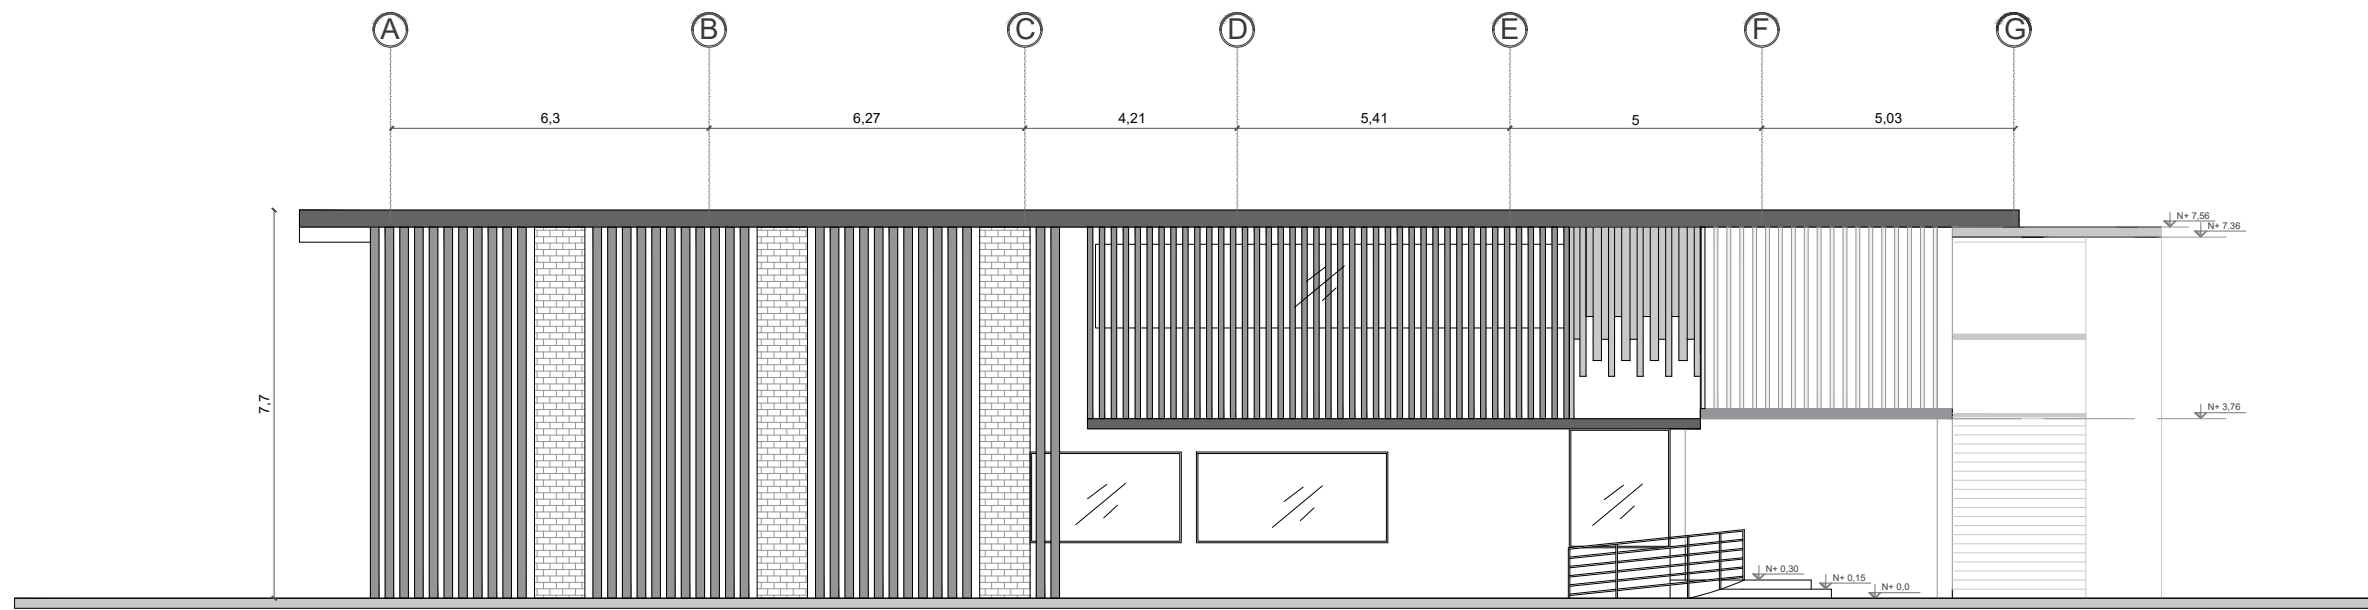 A B C D E F G
6,3 6,27 4,21 5,41 5 5,03
N+ 7,56
N+ 7.36
7,7
N+ 3,76
N+ 0,30
N+ 0,15
N+ 0,0